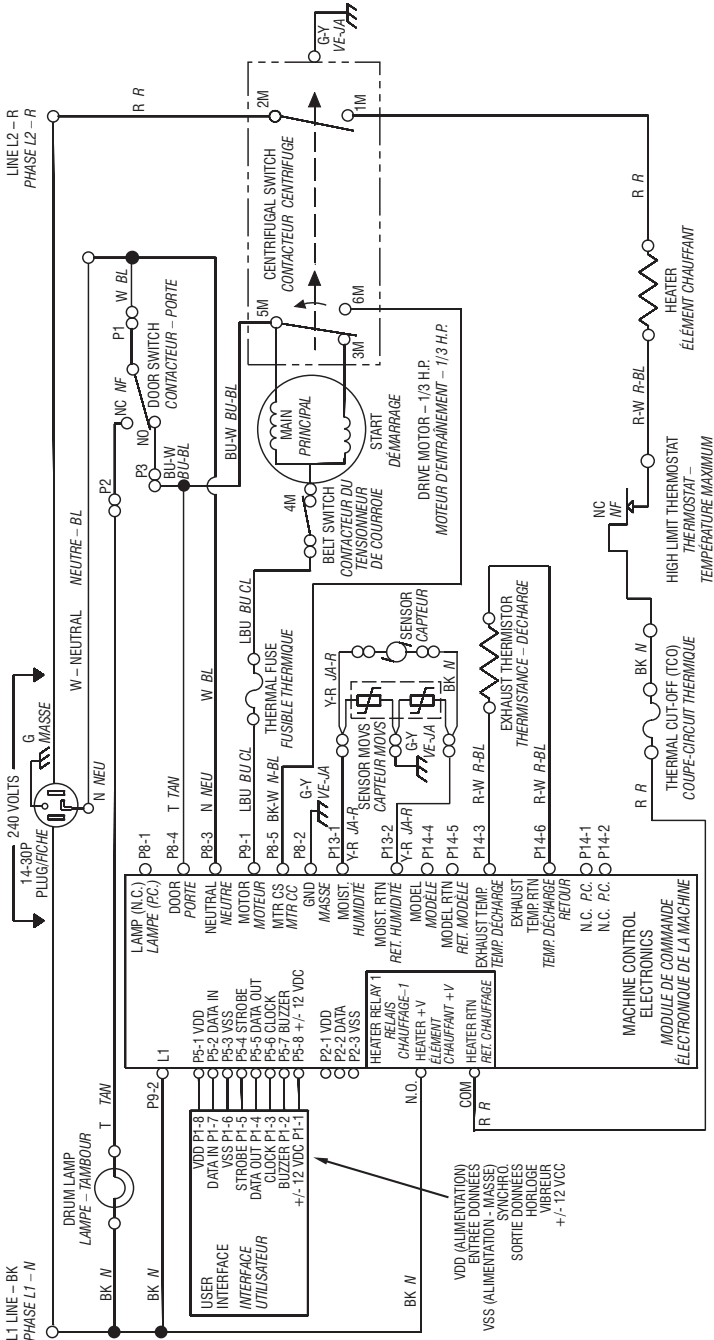 L1 LINE – BK
PHASE L1 – N
240 VOLTS
14-30P
PLUG/FICHE
G
MASSE
N NEU
LINE L2 – R
PHASE L2 – R
R R
W – NEUTRAL
NEUTRE – BL
DRUM LAMP
LAMPE – TAMBOUR
T TAN
BK N
P2
NC NF
P1
W BL
NO
DOOR SWITCH
CONTACTEUR – PORTE
P3
BU-W
BU-BL
BU-W BU-BL
CENTRIFUGAL SWITCH
CONTACTEUR CENTRIFUGE
5M
6M
3M
2M
1M
G-Y
VE-JA
MAIN
PRINCIPAL
START
DÉMARRAGE
DRIVE MOTOR – 1/3 H.P.
MOTEUR D'ENTRAÎNEMENT – 1/3 H.P.
4M
BELT SWITCH
CONTACTEUR DU
TENSIONNEUR
DE COURROIE
LBU BU CL
THERMAL FUSE
FUSIBLE THERMIQUE
LBU BU CL
P9-2
L1
BK N
LAMP (N.C.)
LAMPE (P.C.)
P8-1
DOOR
PORTE
P8-4
T TAN
NEUTRAL
NEUTRE
P8-3
N NEU
W BL
MOTOR
MOTEUR
P9-1
MTR CS
MTR CC
P8-5
BK-W N-BL
GND
MASSE
P8-2
G-Y
VE-JA
MOIST.
HUMIDITÉ
P13-1
Y-R JA-R
MOIST. RTN
RET. HUMIDITÉ
P13-2
Y-R JA-R
MODEL
MODÈLE
P14-4
MODEL RTN
RET. MODÈLE
P14-5
EXHAUST TEMP.
TEMP. DÉCHARGE
P14-3
R-W R-BL
EXHAUST
TEMP. RTN
TEMP. DÉCHARGE
RETOUR
P14-6
R-W R-BL
N.C. P.C.
P14-1
N.C. P.C.
P14-2
MACHINE CONTROL
ELECTRONICS
MODULE DE COMMANDE
ÉLECTRONIQUE DE LA MACHINE
Y-R JA-R
SENSOR
CAPTEUR
BK N
SENSOR MOVS
CAPTEUR MOVS
G-Y
VE-JA
EXHAUST THERMISTOR
THERMISTANCE – DÉCHARGE
P5-1 VDD
P5-2 DATA IN
P5-3 VSS
P5-4 STROBE
P5-5 DATA OUT
P5-6 CLOCK
P5-7 BUZZER
P5-8 +/- 12 VDC
P2-1 VDD
P2-2 DATA
P2-3 VSS
VDD P1-8
DATA IN P1-7
VSS P1-6
STROBE P1-5
DATA OUT P1-4
CLOCK P1-3
BUZZER P1-2
+/- 12 VDC P1-1
USER
INTERFACE
INTERFACE
UTILISATEUR
VDD (ALIMENTATION)
ENTRÉE DONNÉES
VSS (ALIMENTATION - MASSE)
SYNCHRO.
SORTIE DONNÉES
HORLOGE
VIBREUR
+/- 12 VCC
HEATER RELAY 1
RELAIS
CHAUFFAGE–1
HEATER +V
ÉLÉMENT
CHAUFFANT +V
HEATER RTN
RET. CHAUFFAGE
N.O.
BK N
COM
R R
R R
THERMAL CUT-OFF (TCO)
COUPE-CIRCUIT THERMIQUE
BK N
NC
NF
HIGH LIMIT THERMOSTAT
THERMOSTAT –
TEMPÉRATURE MAXIMUM
R-W R-BL
HEATER
ÉLÉMENT CHAUFFANT
R R